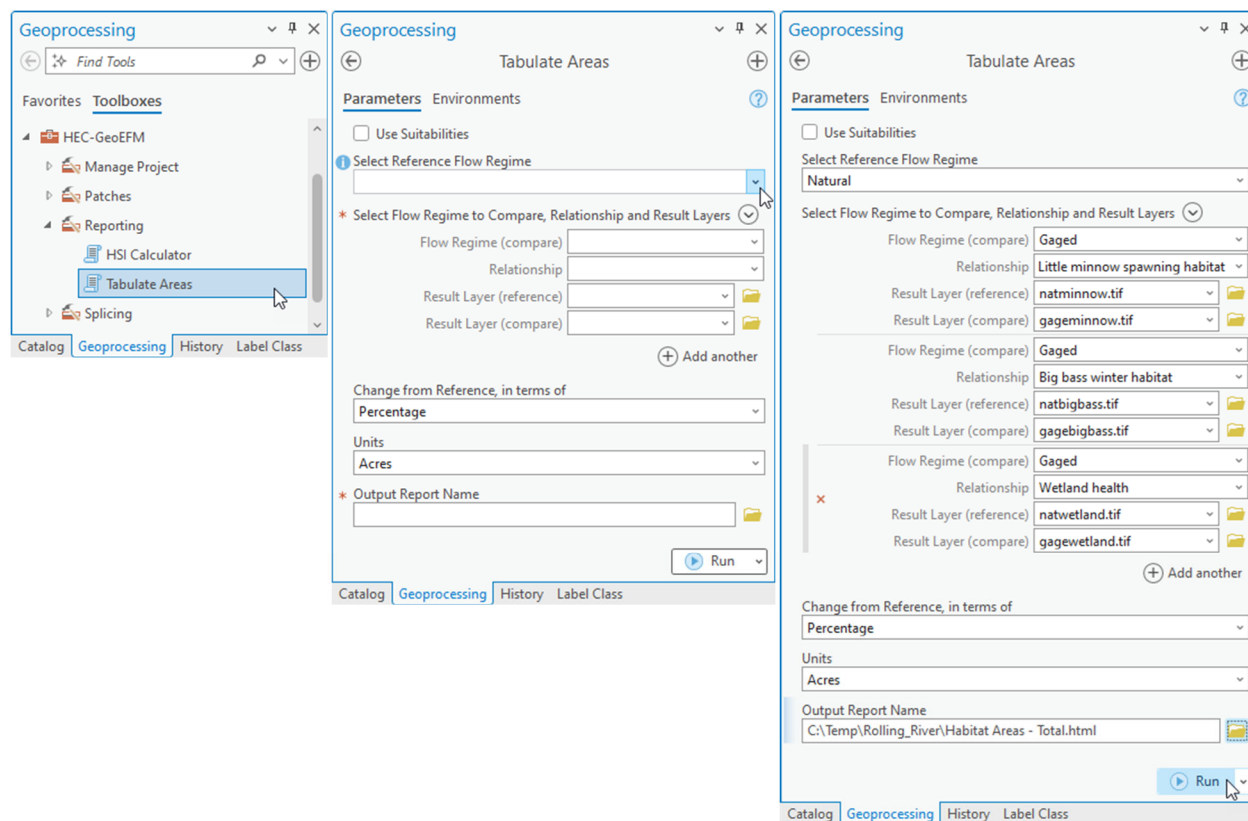 Geoprocessing
Find Tools
Favorites Toolboxes
HEC-GeoEFM
Manage Project
Patches
Reporting
HSI Calculator
Tabulate Areas
Splicing
Catalog Geoprocessing History Label Class
Geoprocessing
Tabulate Areas
Parameters Environments
Use Suitabilities
Select Reference Flow Regime
* Select Flow Regime to Compare, Relationship and Result Layers
Flow Regime (compare)
Relationship
Result Layer (reference)
Result Layer (compare)
Add another
Change from Reference, in terms of
Percentage
Units
Acres
* Output Report Name
Run
Catalog Geoprocessing History Label Class
Geoprocessing
Tabulate Areas
Parameters Environments
Use Suitabilities
Select Reference Flow Regime
Natural
Select Flow Regime to Compare, Relationship and Result Layers
Flow Regime (compare) Gaged
Relationship Little minnow spawning habitat
Result Layer (reference) natminnow.tif
Result Layer (compare) gageminnow.tif
Flow Regime (compare) Gaged
Relationship Big bass winter habitat
Result Layer (reference) natbigbass.tif
Result Layer (compare) gagebigbass.tif
Flow Regime (compare) Gaged
Relationship Wetland health
Result Layer (reference) natwetland.tif
Result Layer (compare) gagewetland.tif
Add another
Change from Reference, in terms of
Percentage
Units
Acres
Output Report Name
C:\Temp\Rolling_River\Habitat Areas - Total.html
Run
Catalog Geoprocessing History Label Class